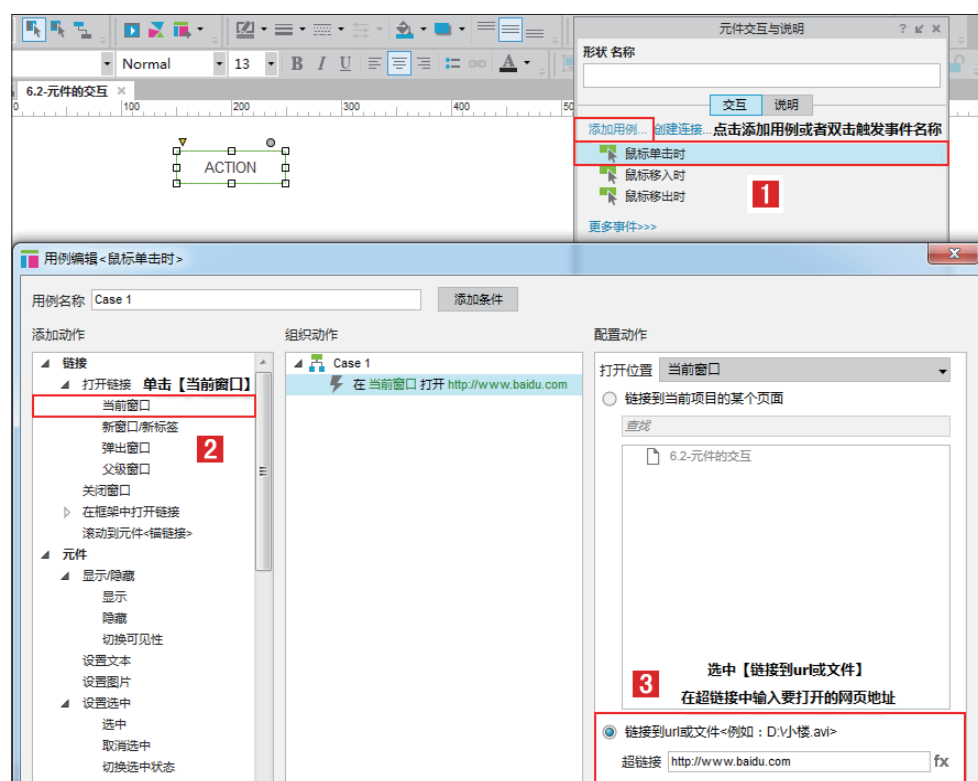 元件交互与说明
形状 名称
Normal 13 B I U A
6.2-元件的交互
0 100 200 300 400 50
交互 说明
添加用例... 创建连接... 点击添加用例或者双击触发事件名称
ACTION
鼠标单击时
鼠标移入时
鼠标移出时
1
更多事件>>>
用例编辑<鼠标单击时>
用例名称 Case 1 添加条件
添加动作 组织动作 配置动作
链接
打开链接 单击【当前窗口】
当前窗口
新窗口/新标签
2
弹出窗口
父级窗口
关闭窗口
在框架中打开链接
滚动到元件<锚链接>
元件
显示/隐藏
显示
隐藏
切换可见性
设置文本
设置图片
设置选中
选中
取消选中
切换选中状态
Case 1
在 当前窗口 打开 http://www.baidu.com
打开位置 当前窗口
链接到当前项目的某个页面
查找
6.2-元件的交互
3
选中【链接到url或文件】
在超链接中输入要打开的网页地址
链接到url或文件<例如：D:\小楼.avi>
超链接 http://www.baidu.com fx